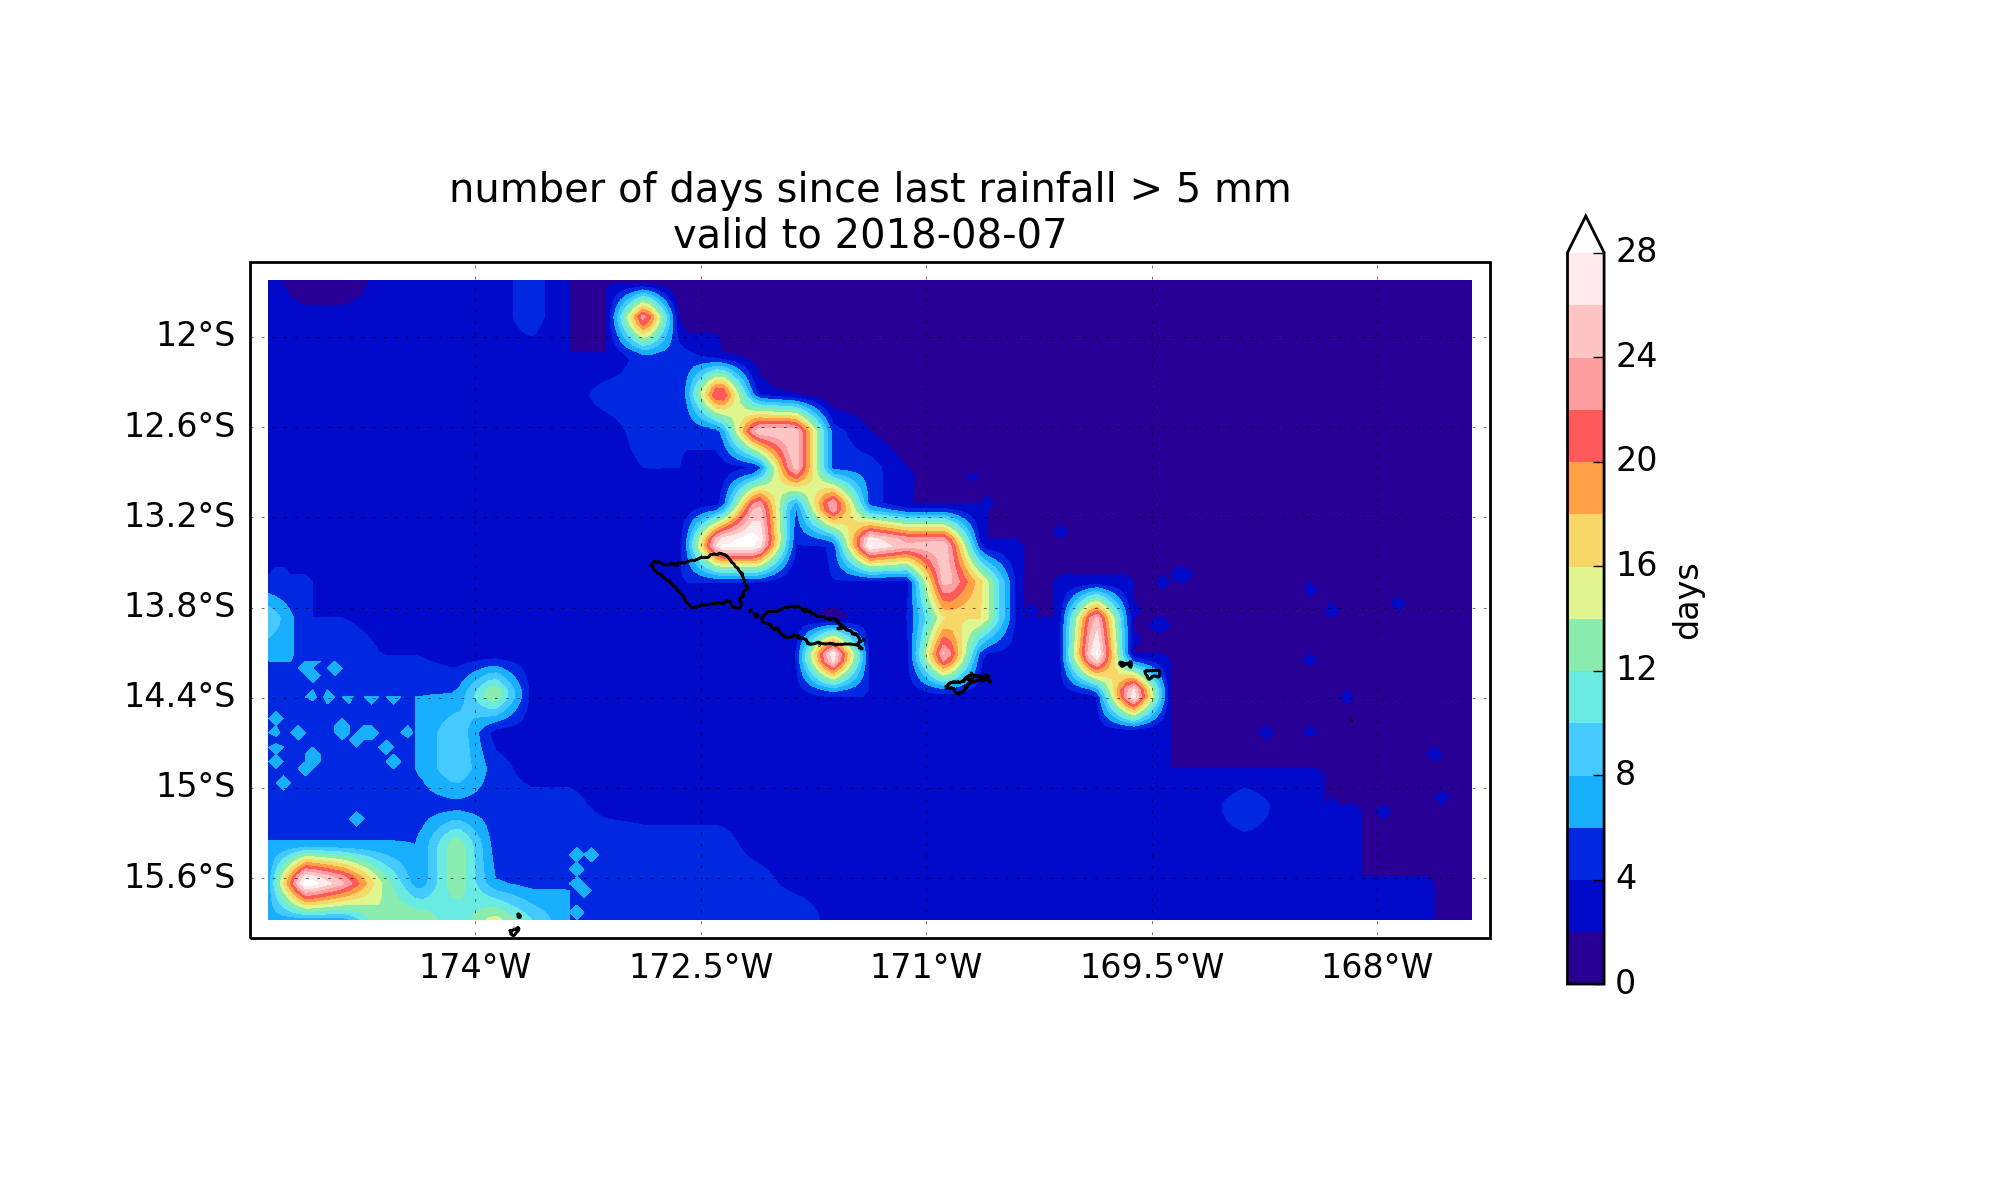 number of days since last rainfall > 5 mm
valid to 2018-08-07
12°S
12.6°S
13.2°S
13.8°S
14.4°S
15°S
15.6°S
174°W 172.5°W 171°W 169.5°W 168°W
28
24
20
16
12
8
4
0
days